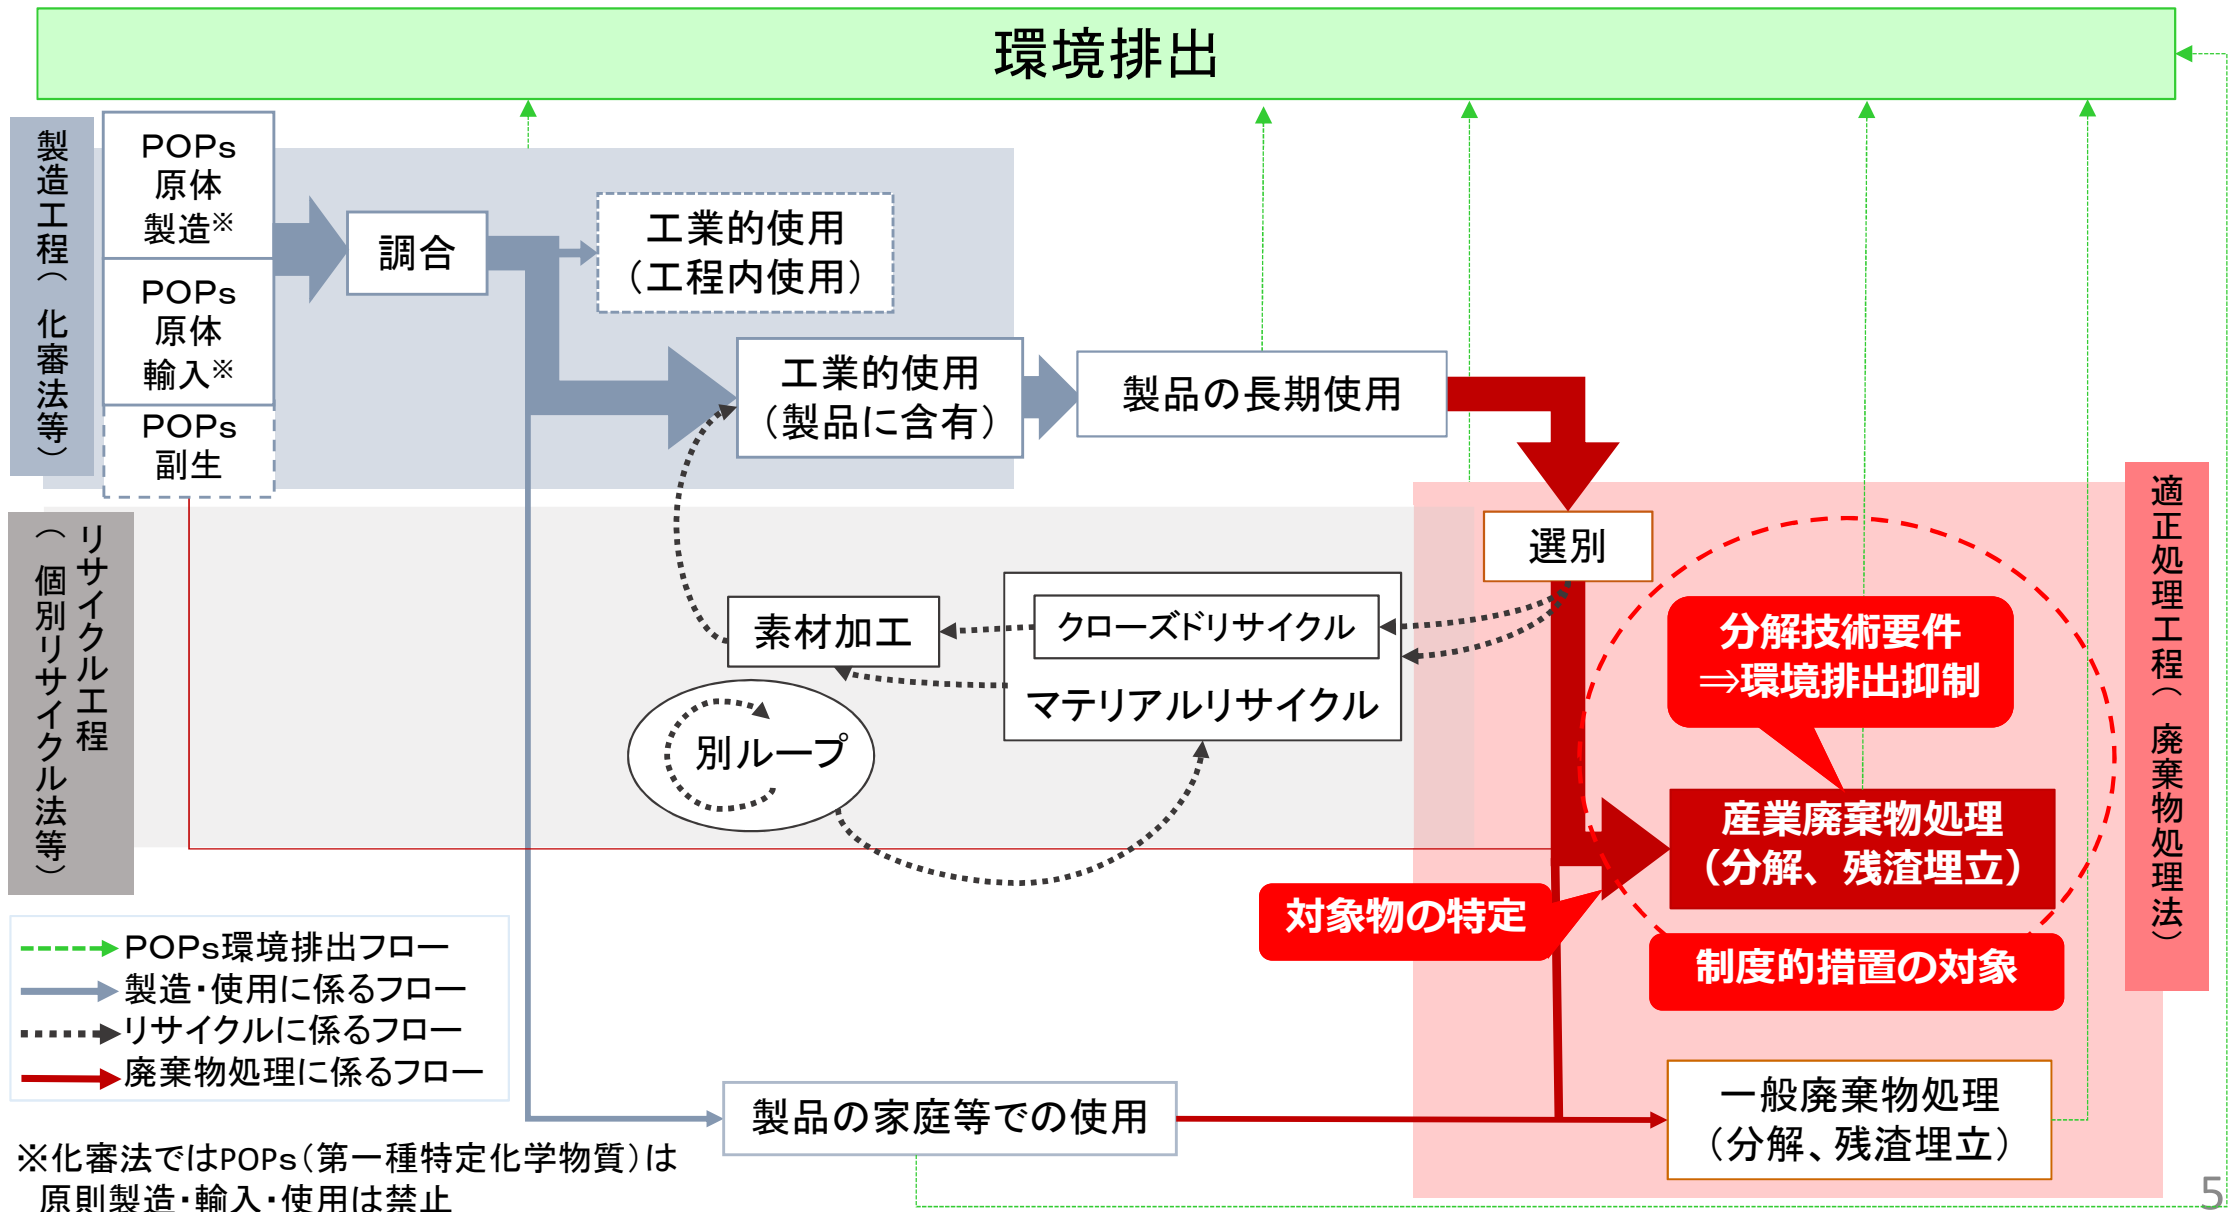 環境排出
製造工程（化審法等）
POPs
原体
製造※
POPs
原体
輸入※
POPs
副生
調合
工業的使用
（工程内使用）
工業的使用
（製品に含有）
製品の長期使用
リサイクル工程
（個別リサイクル法等）
選別
クローズドリサイクル
マテリアルリサイクル
素材加工
別ループ
適正処理工程（廃棄物処理法）
分解技術要件
⇒環境排出抑制
産業廃棄物処理
（分解、残渣埋立）
対象物の特定
制度的措置の対象
POPs環境排出フロー
製造・使用に係るフロー
リサイクルに係るフロー
廃棄物処理に係るフロー
製品の家庭等での使用
一般廃棄物処理
（分解、残渣埋立）
※化審法ではPOPs（第一種特定化学物質）は
原則製造・輸入・使用は禁止
5